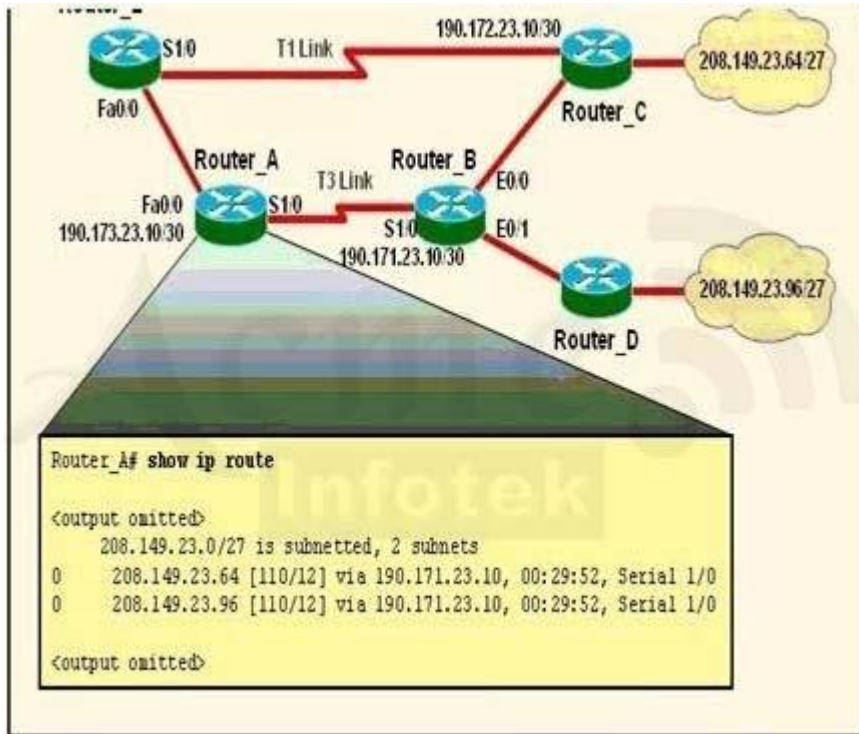 S1/0
T1 Link
190.172.23.10/30
208.149.23.64/27
Fa0/0
Router_C
Router_A
Router_B
T3 Link
E0/0
Fa0/0
S1/0
190.173.23.10/30
S1/0
E0/1
190.171.23.10/30
208.149.23.96/27
Router_D
Router_A# show ip route
Infotek
<output omitted>
208.149.23.0/27 is subnetted, 2 subnets
O 208.149.23.64 [110/12] via 190.171.23.10, 00:29:52, Serial 1/0
O 208.149.23.96 [110/12] via 190.171.23.10, 00:29:52, Serial 1/0
<output omitted>